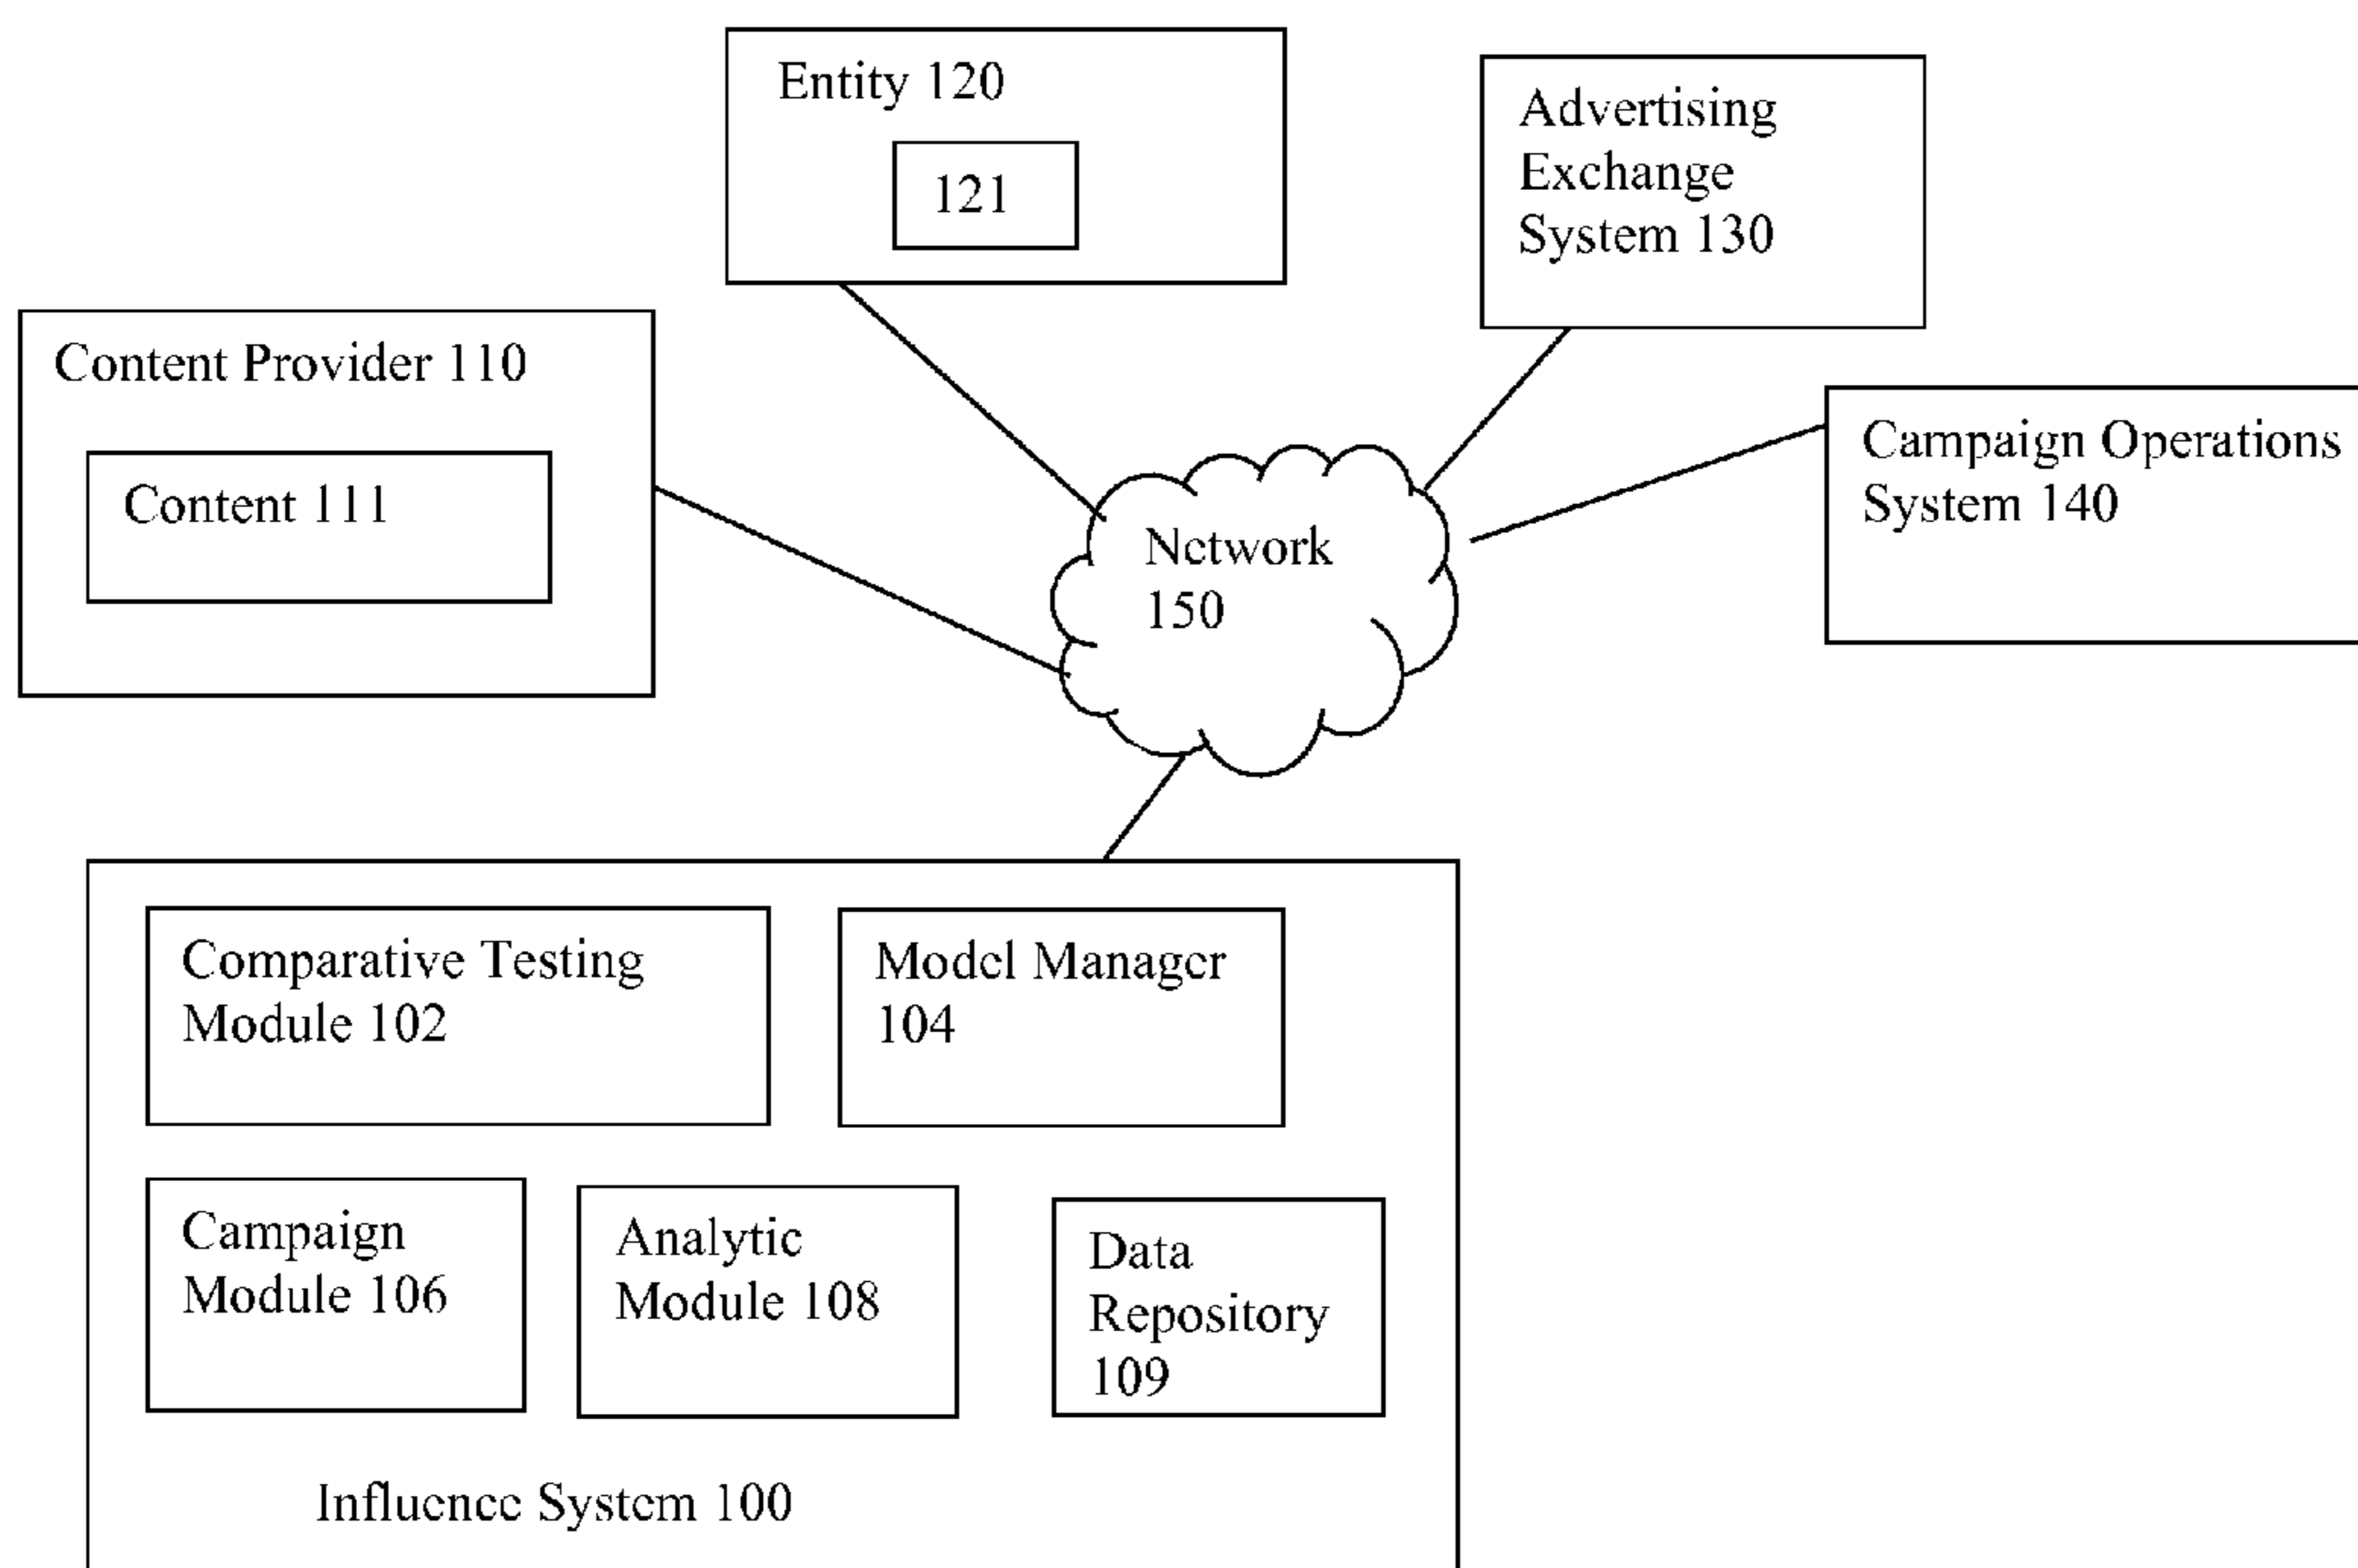 Entity 120
121
Advertising
Exchange
System 130
Content Provider 110
Content 111
Campaign Operations
System 140
Network
150
Comparative Testing
Module 102
Model Manager
104
Campaign
Module 106
Analytic
Module 108
Data
Repository
109
Influence System 100